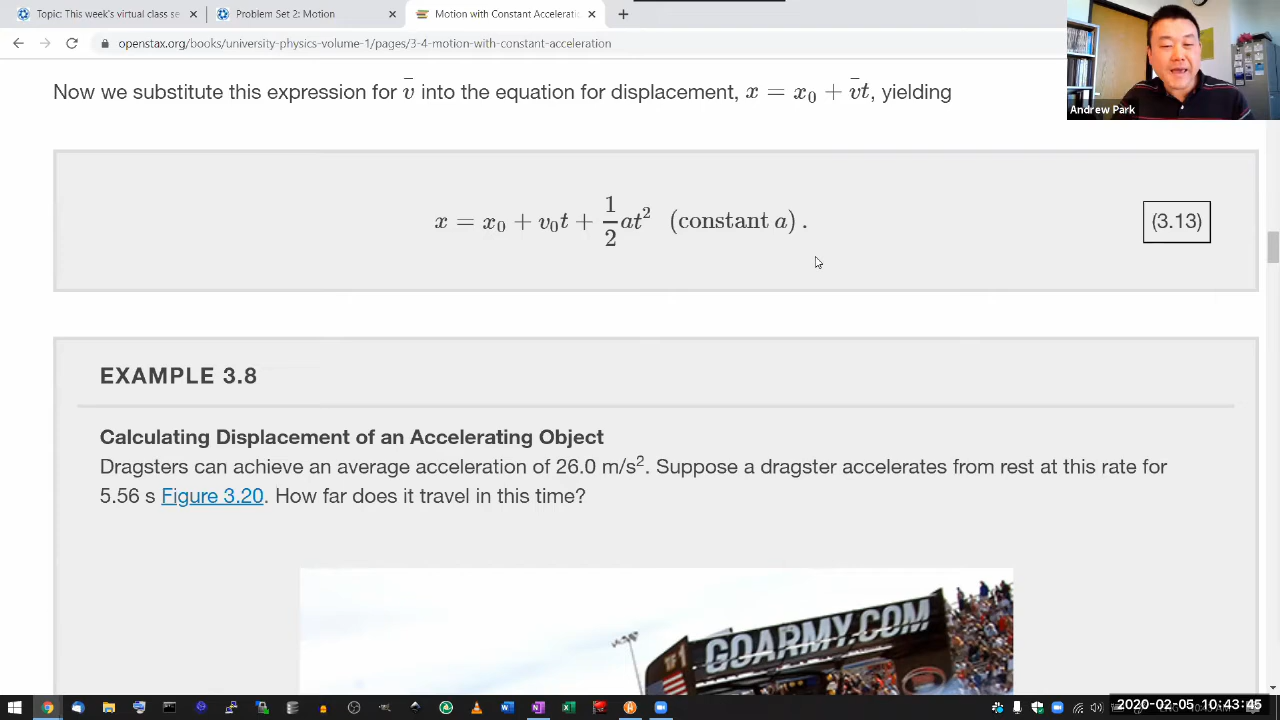 Topic: This week's virtual class se
Problem Set 2: Motion
Motion with Constant Accelerati
openstax.org/books/university-physics-volume-1/pages/3-4-motion-with-constant-acceleration
Andrew Park
Now we substitute this expression for v̄ into the equation for displacement, x = x₀ + v̄t, yielding
x = x₀ + v₀t + 1/2 at² (constant a) .
(3.13)
EXAMPLE 3.8
Calculating Displacement of an Accelerating Object
Dragsters can achieve an average acceleration of 26.0 m/s². Suppose a dragster accelerates from rest at this rate for
5.56 s Figure 3.20. How far does it travel in this time?
GOARMY.COM
2020-02-05 10:43:45